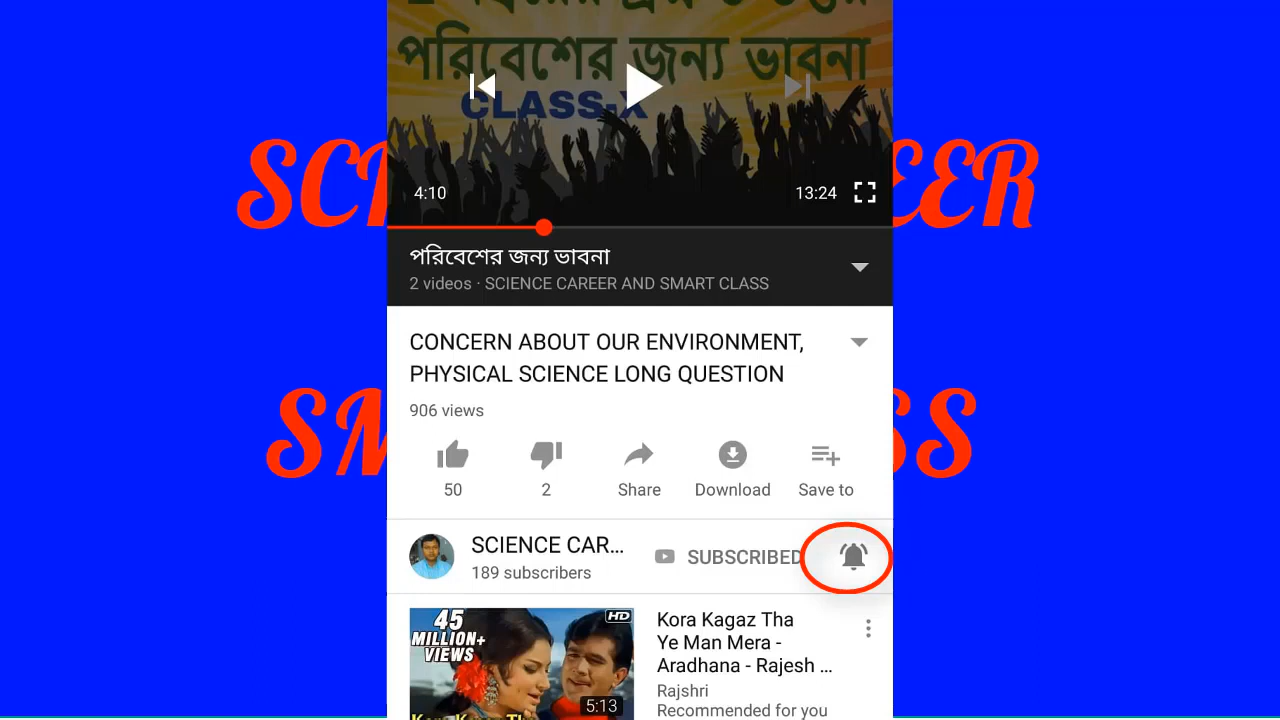 পরিবেশের জন্য ভাবনা
CLASS-X
4:10
13:24
পরিবেশের জন্য ভাবনা
2 videos · SCIENCE CAREER AND SMART CLASS
CONCERN ABOUT OUR ENVIRONMENT,
PHYSICAL SCIENCE LONG QUESTION
906 views
50
2
Share
Download
Save to
SCIENCE CAR...
SUBSCRIBED
189 subscribers
45
MILLION+
VIEWS
HD
5:13
Kora Kagaz Tha
Ye Man Mera -
Aradhana - Rajesh ...
Rajshri
Recommended for you